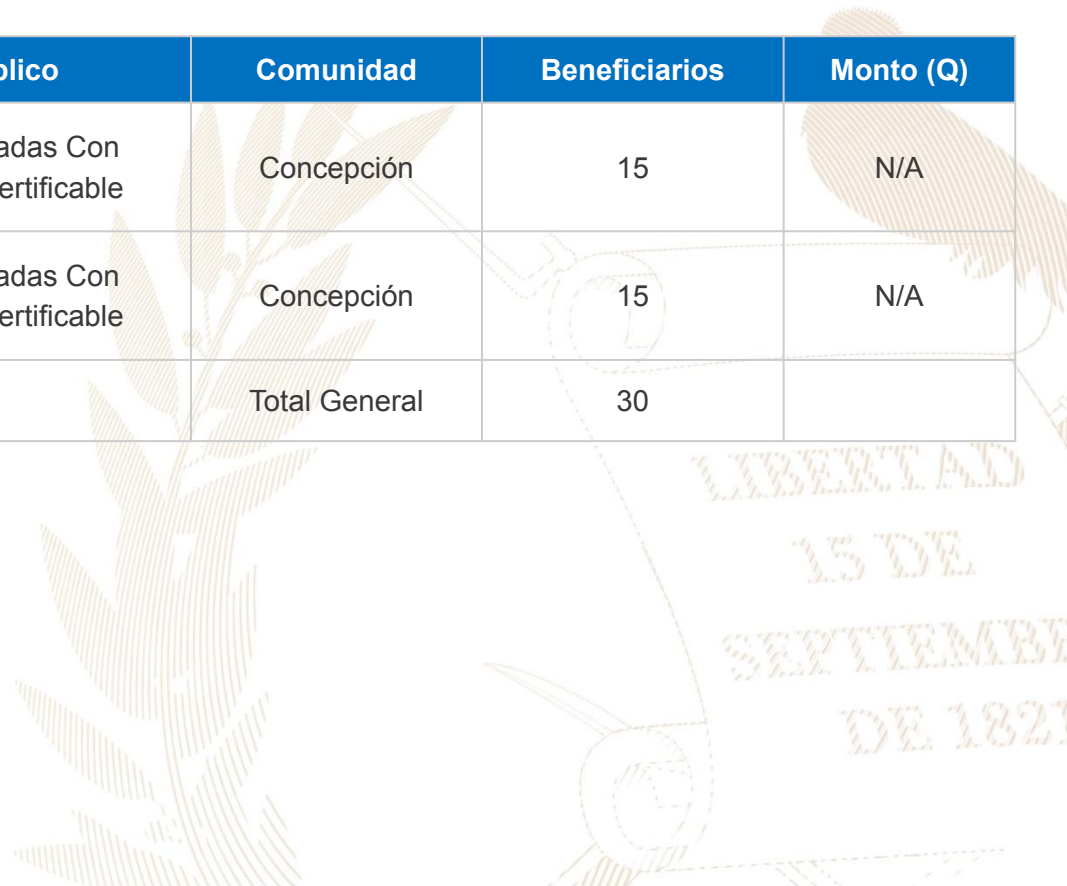 blico Comunidad Beneficiarios Monto (Q)
adas Con
ertificable Concepción 15 N/A
adas Con
ertificable Concepción 15 N/A
Total General 30
LIBERTAD
15 DE
SEPTIEMB
DE 1821